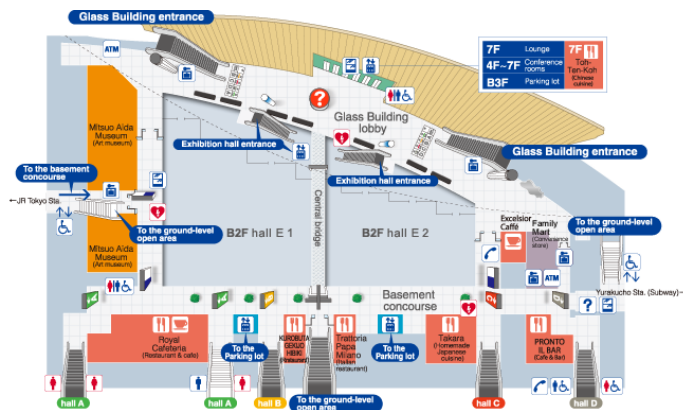 Glass Building entrance
ATM
7F Lounge
4F~7F Conference
rooms
B3F Parking lot
7F
Toh-
Ten-Koh
(Chinese
cuisine)
?
Glass Building
lobby
Mitsuo Aida
Museum
(Art museum)
Exhibition hall entrance
Glass Building entrance
Exhibition hall entrance
To the basement
concourse
←JR Tokyo Sta.
To the ground-level
open area
B2F hall E 1
Central bridge
B2F hall E 2
Excelsior
Caffé
Family
Mart
(Convenience
store)
To the ground-level
open area
Mitsuo Aida
Museum
(Art museum)
ATM
Yurakucho Sta. (Subway)→
Basement
concourse
?
Royal
Cafeteria
(Restaurant & cafe)
To the
Parking lot
KUROBUTA
GEKIJO
HIBIKI
(Restaurant)
Trattoria
Papa
Milano
(Italian
restaurant)
To the
Parking lot
Takara
(Homemade
Japanese
cuisine)
PRONTO
IL BAR
(Cafe & Bar)
hall A
hall A
hall B
To the ground-level
open area
hall C
hall D